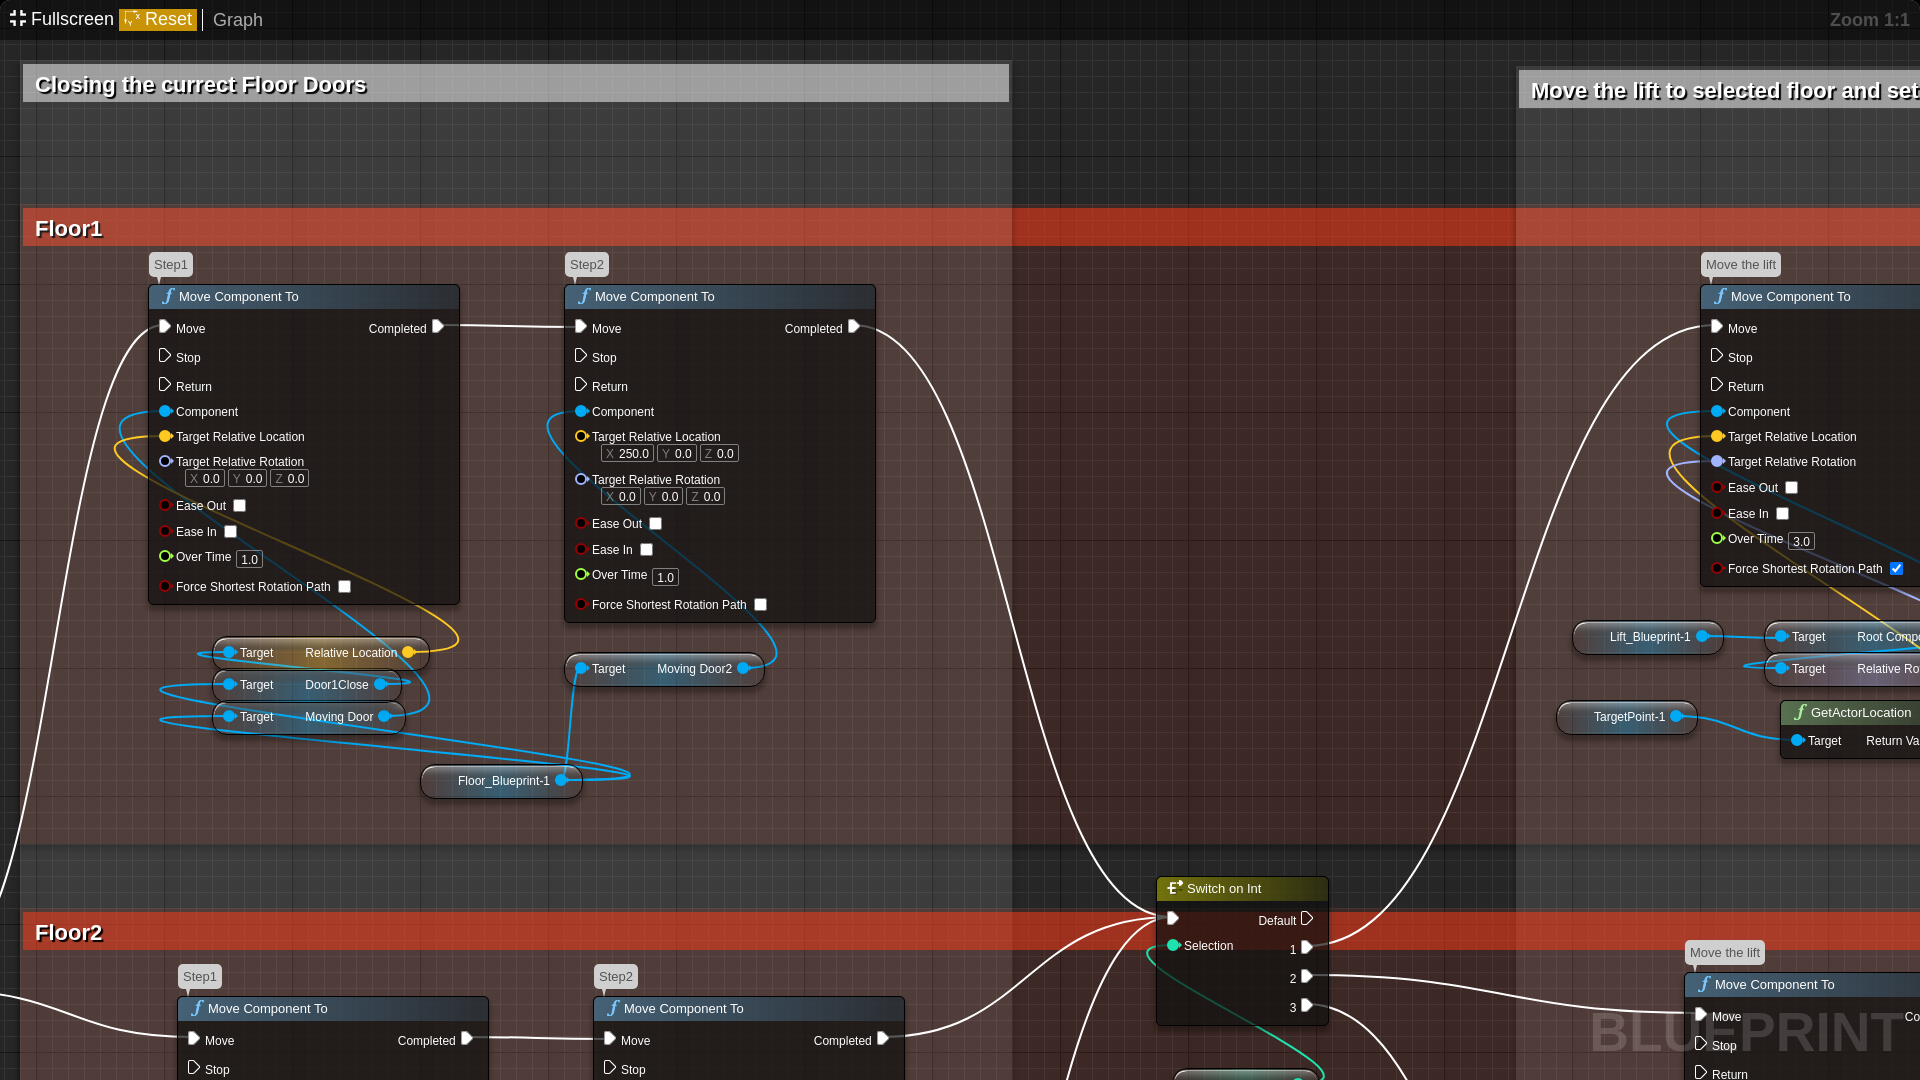 Fullscreen Reset Graph
Zoom 1:1
Closing the currect Floor Doors
Move the lift to selected floor and set
Floor1
Step1
Move Component To
Move Completed
Stop
Return
Component
Target Relative Location
Target Relative Rotation
X 0.0 Y 0.0 Z 0.0
Ease Out
Ease In
Over Time 1.0
Force Shortest Rotation Path
Target Relative Location
Target Door1Close
Target Moving Door
Floor_Blueprint-1
Step2
Move Component To
Move Completed
Stop
Return
Component
Target Relative Location
X 250.0 Y 0.0 Z 0.0
Target Relative Rotation
X 0.0 Y 0.0 Z 0.0
Ease Out
Ease In
Over Time 1.0
Force Shortest Rotation Path
Target Moving Door2
Move the lift
Move Component To
Move
Stop
Return
Component
Target Relative Location
Target Relative Rotation
Ease Out
Ease In
Over Time 3.0
Force Shortest Rotation Path
Lift_Blueprint-1
Target Root Compo
Target Relative Ro
TargetPoint-1
GetActorLocation
Target Return Va
Switch on Int
Default
Selection 1
2
3
Floor2
Step1
Move Component To
Move Completed
Stop
Step2
Move Component To
Move Completed
Stop
Move the lift
Move Component To
Move Co
Stop
Return
BLUEPRINT